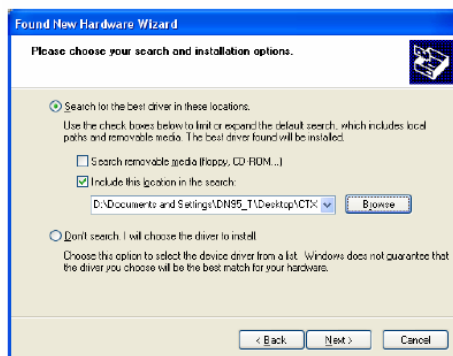 Found New Hardware Wizard
Please choose your search and installation options.
Search for the best driver in these locations.
Use the check boxes below to limit or expand the default search, which includes local
paths and removable media. The best driver found will be installed.
Search removable media (floppy, CD-ROM...)
Include this location in the search:
D:\Documents and Settings\DN95_T\Desktop\CTX
Browse
Don't search. I will choose the driver to install.
Choose this option to select the device driver from a list. Windows does not guarantee that
the driver you choose will be the best match for your hardware.
< Back
Next >
Cancel